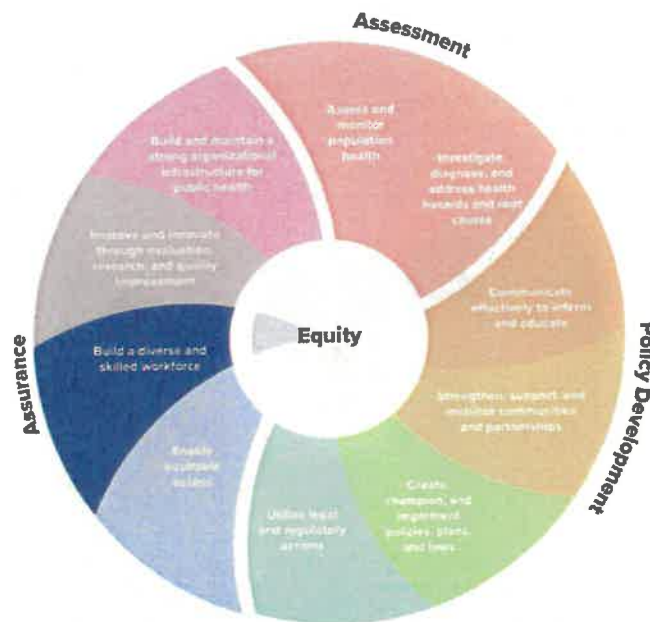 Assessment
Assess and
monitor
population
health
Investigate,
diagnose, and
address health
hazards and root
causes
Policy Development
Communicate
effectively to inform
and educate
Strengthen, support, and
mobilize communities
and partnerships
Create,
champion, and
implement
policies, plans,
and laws
Utilize legal
and regulatory
actions
Assurance
Enable
equitable
access
Build a diverse and
skilled workforce
Improve and innovate
through evaluation,
research, and quality
improvement
Build and maintain a
strong organizational
infrastructure for
public health
Equity